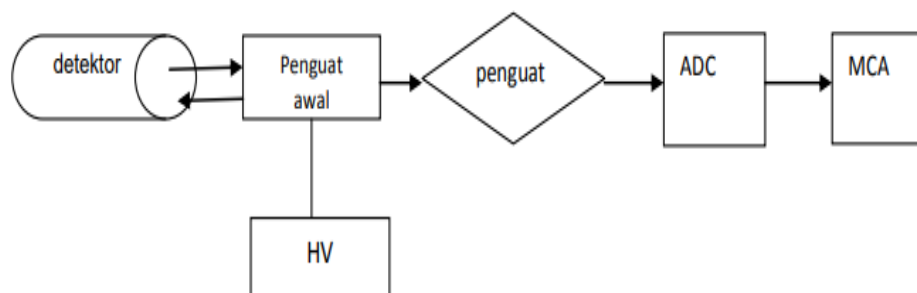 detektor
Penguat
awal
penguat
ADC
MCA
HV